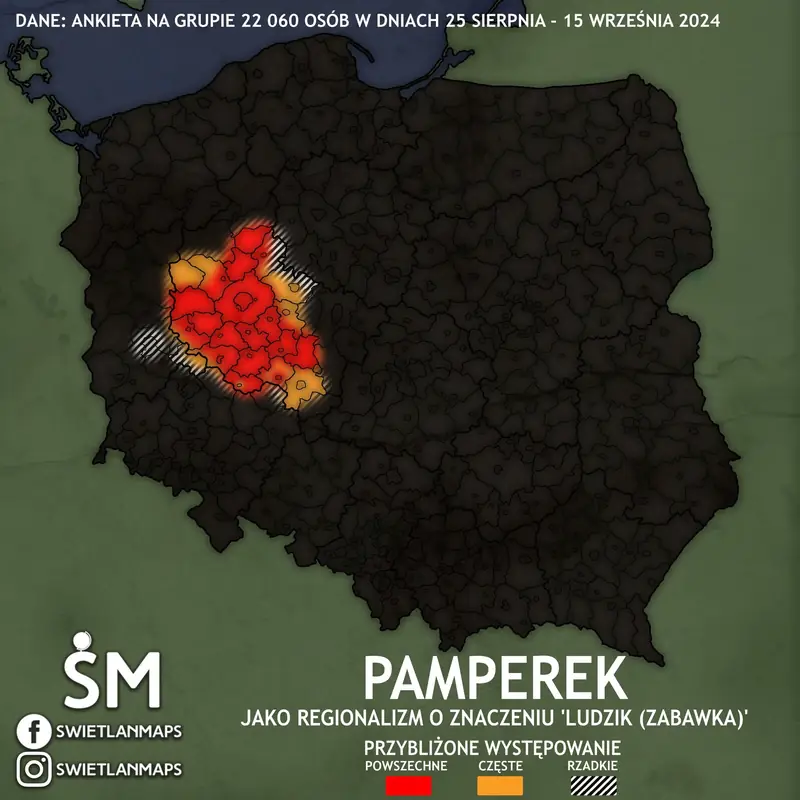 DANE: ANKIETA NA GRUPIE 22 060 OSÓB W DNIACH 25 SIERPNIA - 15 WRZEŚNIA 2024
ŚM
SWIETLANMAPS
SWIETLANMAPS
PAMPEREK
JAKO REGIONALIZM O ZNACZENIU 'LUDZIK (ZABAWKA)'
PRZYBLIŻONE WYSTĘPOWANIE
POWSZECHNE CZĘSTE RZADKIE